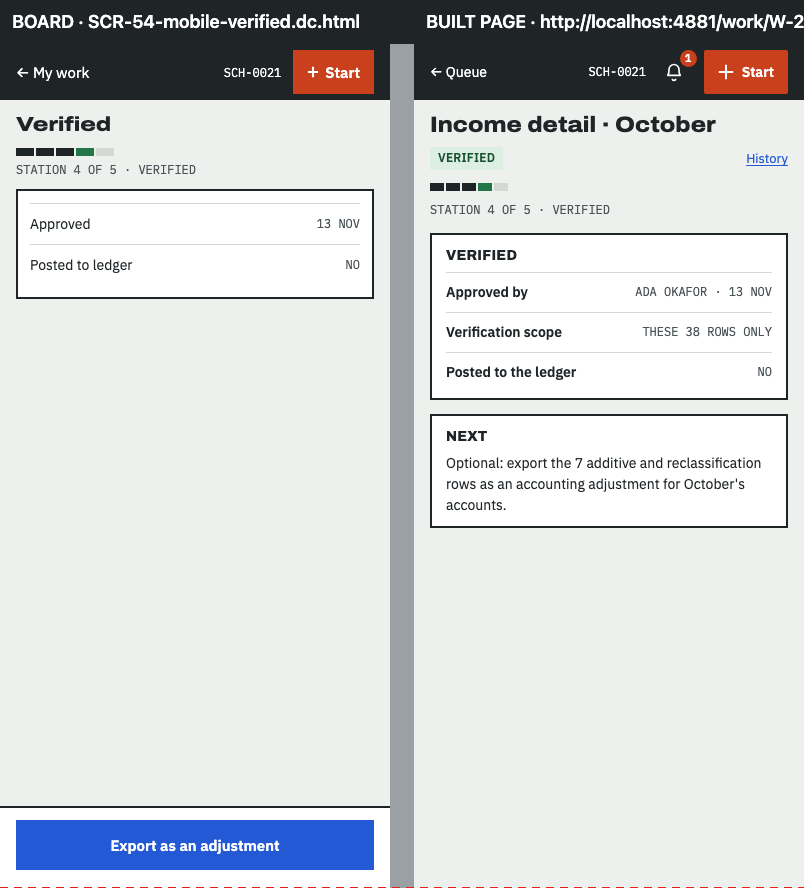 BOARD · SCR-54-mobile-verified.dc.html
← My work
SCH-0021
+ Start
Verified
STATION 4 OF 5 · VERIFIED
Approved 13 NOV
Posted to ledger NO
Export as an adjustment
BUILT PAGE · http://localhost:4881/work/W-2
← Queue
SCH-0021
1
+ Start
Income detail · October
VERIFIED
History
STATION 4 OF 5 · VERIFIED
VERIFIED
Approved by ADA OKAFOR · 13 NOV
Verification scope THESE 38 ROWS ONLY
Posted to the ledger NO
NEXT
Optional: export the 7 additive and reclassification
rows as an accounting adjustment for October's
accounts.